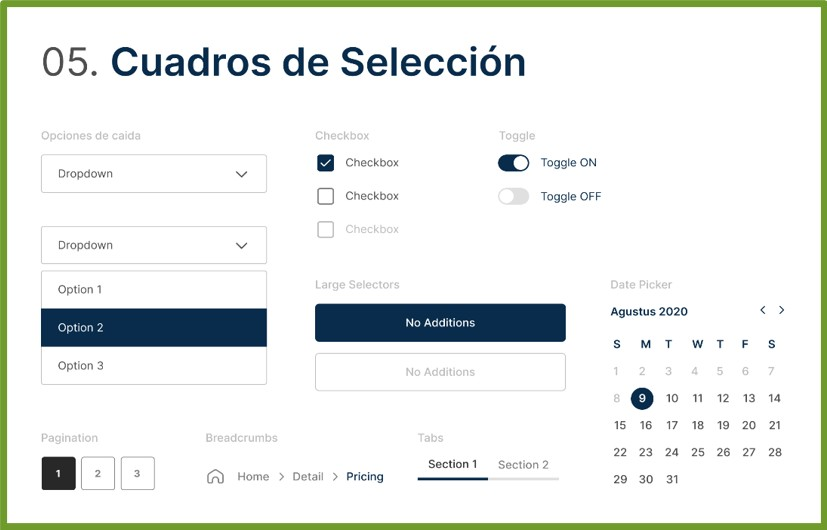 05. Cuadros de Selección
Opciones de caida
Dropdown
Dropdown
Option 1
Option 2
Option 3
Checkbox
Checkbox
Checkbox
Checkbox
Toggle
Toggle ON
Toggle OFF
Large Selectors
No Additions
No Additions
Date Picker
Agustus 2020
S M T W T F S
1 2 3 4 5 6 7
8 9 10 11 12 13 14
15 16 17 18 19 20 21
22 23 24 25 26 27 28
29 30 31
Pagination
1 2 3
Breadcrumbs
Home > Detail > Pricing
Tabs
Section 1 Section 2